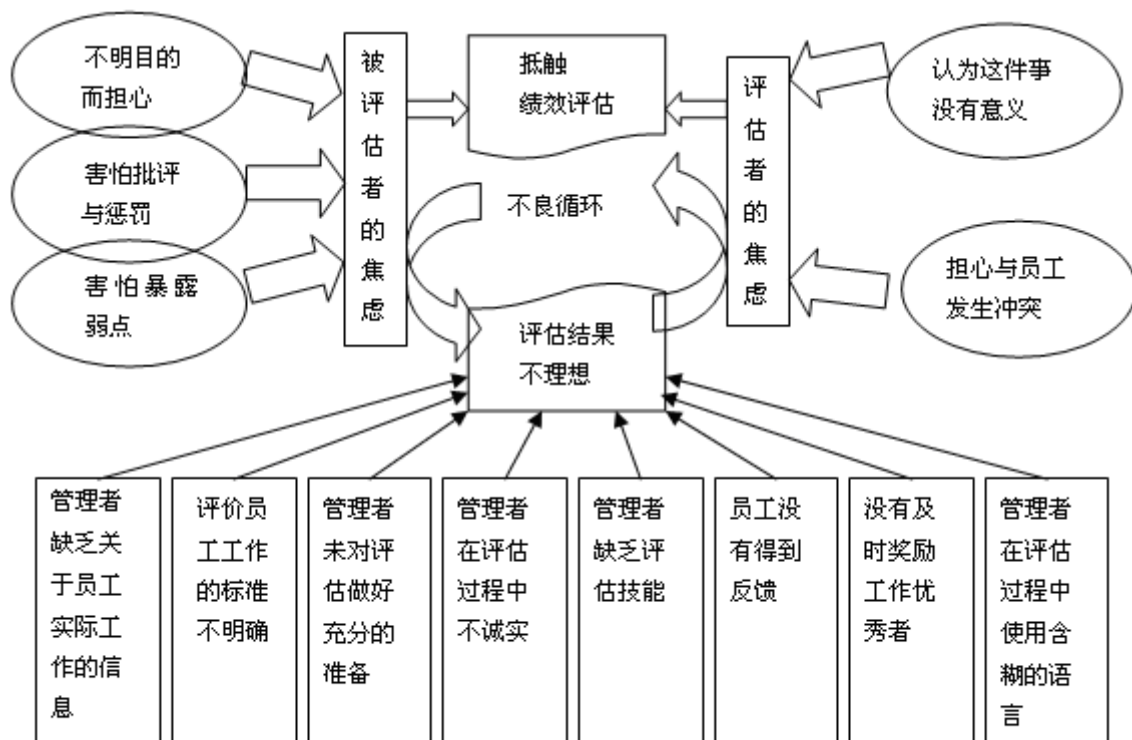 不明目的
而担心
害怕批评
与惩罚
害怕暴露
弱点
被
评
估
者
的
焦
虑
抵触
绩效评估
不良循环
评估结果
不理想
评
估
者
的
焦
虑
认为这件事
没有意义
担心与员工
发生冲突
管理者
缺乏关
于员工
实际工
作的信
息
评价员
工工作
的标准
不明确
管理者
未对评
估做好
充分的
准备
管理者
在评估
过程中
不诚实
管理者
缺乏评
估技能
员工没
有得到
反馈
没有及
时奖励
工作优
秀者
管理者
在评估
过程中
使用含
糊的语
言